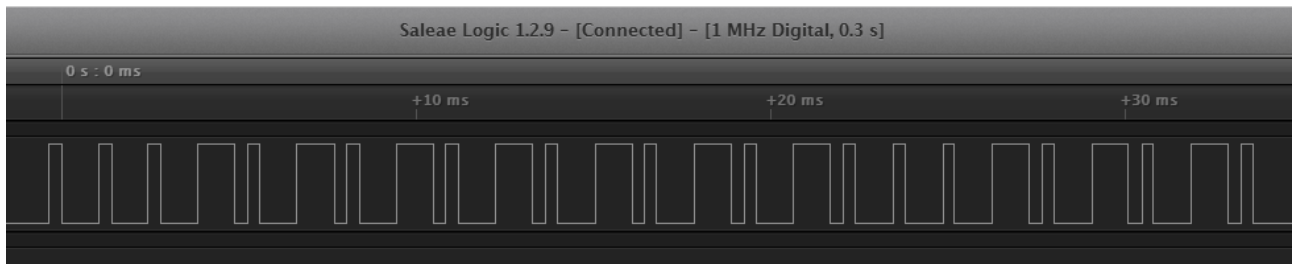 Saleae Logic 1.2.9 – [Connected] – [1 MHz Digital, 0.3 s]
0 s : 0 ms
+10 ms +20 ms +30 ms